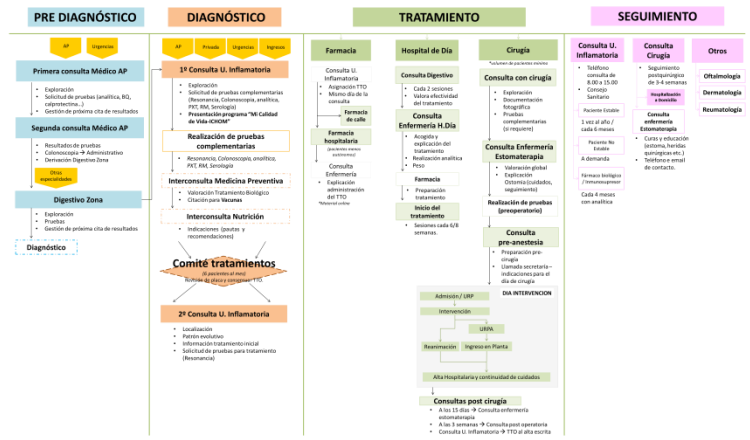 PRE DIAGNÓSTICO
AP
Urgencias
Primera consulta Médico AP
• Exploración
• Solicitud de pruebas (analítica, BQ,
calprotectina…)
• Gestión de próxima cita de resultados
Segunda consulta Médico AP
• Resultados de pruebas
• Colonoscopia → Administrativo
• Derivación Digestivo Zona
Otras
especialidades
Digestivo Zona
• Exploración
• Pruebas
• Gestión de próxima cita de resultados
Diagnóstico
DIAGNÓSTICO
AP
Privada
Urgencias
Ingresos
1º Consulta U. Inflamatoria
• Exploración
• Solicitud de pruebas complementarias
(Resonancia, Colonoscopia, analítica,
PKT, RM, Serología)
• Presentación programa "Mi Calidad
de Vida -ICHOM"
Realización de pruebas
complementarias
• Resonancia, Colonoscopia, analítica,
PKT, RM, Serología
Interconsulta Medicina Preventiva
• Valoración Tratamiento Biológico
• Citación para Vacunas
Interconsulta Nutrición
• Indicaciones (pautas y
recomendaciones)
Comité tratamientos
(6 pacientes al mes)
2º Consulta U. Inflamatoria
• Localización
• Patrón evolutivo
• Información tratamiento inicial
• Solicitud de pruebas para tratamiento
(Resonancia)
TRATAMIENTO
Farmacia
Consulta U.
Inflamatoria
• Asignación TTO
• Mismo día de la
consulta
Farmacia
de calle
Farmacia
hospitalaria
Consulta
Enfermería
• Explicación
administración
del TTO
*Material online
Hospital de Día
Consulta Digestivo
• Cada 2 sesiones
• Valora efectividad
del tratamiento
Consulta
Enfermería H.Día
• Acogida y
explicación del
tratamiento
• Realización analítica
• Peso
Farmacia
• Preparación
tratamiento
Inicio del
tratamiento
• Sesiones cada 6/8
semanas.
Cirugía
*volumen de pacientes mínimo
Consulta con cirugía
• Exploración
• Documentación
fotográfica
• Pruebas
complementarias
(si requiere)
Consulta Enfermería
Estomaterapia
• Valoración global
• Explicación
Ostomía (cuidados,
seguimiento)
Realización de pruebas
(preoperatorio)
Consulta
pre-anestesia
• Preparación pre-
cirugía
• Llamada secretaría –
indicaciones para el
día de cirugía
DIA INTERVENCION
Admisón / URP
Intervención
URPA
Reanimación
Ingreso en Planta
Alta Hospitalaria y continuidad de cuidados
Consultas post cirugía
• A los 15 días → Consulta enfermería
estomaterapia
• A las 3 semanas → Consulta post operatoria
• Consulta U. Inflamatoria → TTO al alta escrita
SEGUIMIENTO
Consulta U.
Inflamatoria
• Teléfono
consulta de
8.00 a 15.00
• Consejo
Sanitario
Paciente Estable
1 vez al año /
cada 6 meses
Paciente No
Estable
A demanda
Fármaco biológico
/ Inmunosupresor
Cada 4 meses
con analítica
Consulta
Cirugía
• Seguimiento
postquirúrgico
de 3-4 semanas
Hospitalización
a Domicilio
Consulta
enfermería
Estomaterapia
• Curas y educación
(estoma, heridas
quirúrgicas etc.)
• Teléfono e email
de contacto.
Otros
Oftalmología
Dermatología
Reumatología